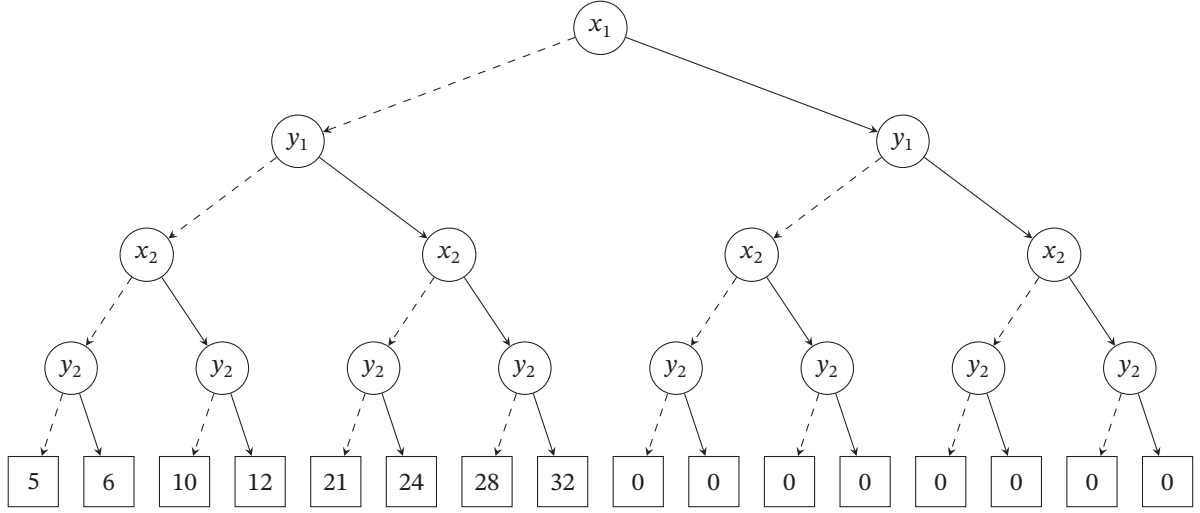 x₁
y₁ y₁
x₂ x₂ x₂ x₂
y₂ y₂ y₂ y₂ y₂ y₂ y₂ y₂
5 6 10 12 21 24 28 32 0 0 0 0 0 0 0 0